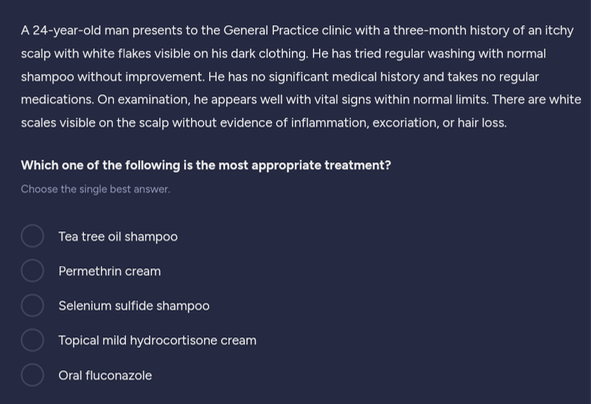 A 24-year-old man presents to the General Practice clinic with a three-month history of an itchy
scalp with white flakes visible on his dark clothing. He has tried regular washing with normal
shampoo without improvement. He has no significant medical history and takes no regular
medications. On examination, he appears well with vital signs within normal limits. There are white
scales visible on the scalp without evidence of inflammation, excoriation, or hair loss.
Which one of the following is the most appropriate treatment?
Choose the single best answer.
Tea tree oil shampoo
Permethrin cream
Selenium sulfide shampoo
Topical mild hydrocortisone cream
Oral fluconazole